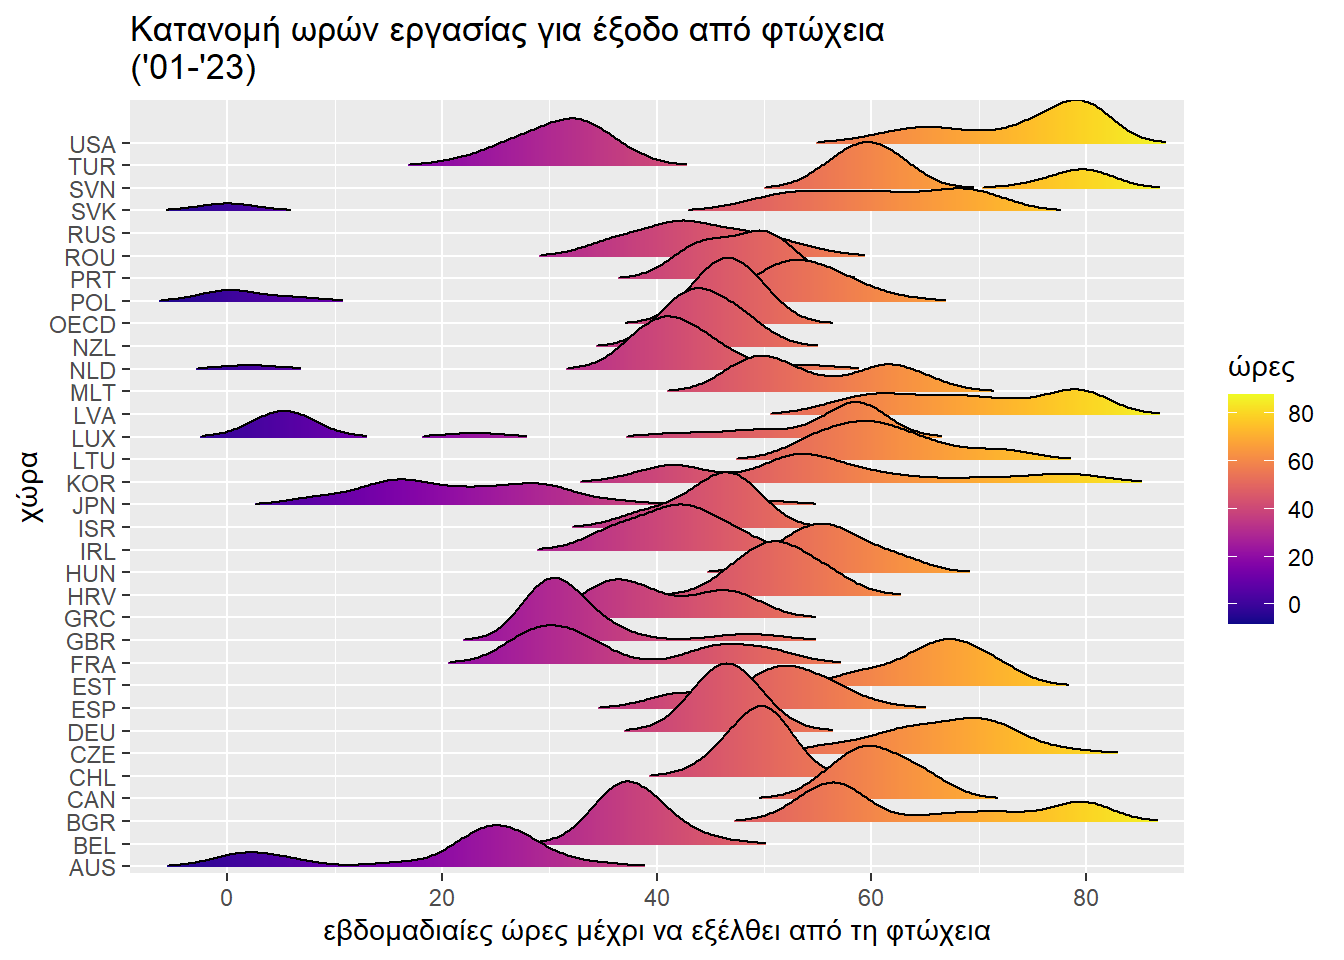 Κατανομή ωρών εργασίας για έξοδο από φτώχεια
('01-'23)
USA
TUR
SVN
SVK
RUS
ROU
PRT
POL
OECD
NZL
NLD
MLT
LVA
LUX
LTU
KOR
JPN
ISR
IRL
HUN
HRV
GRC
GBR
FRA
EST
ESP
DEU
CZE
CHL
CAN
BGR
BEL
AUS
χώρα
0 20 40 60 80
εβδομαδιαίες ώρες μέχρι να εξέλθει από τη φτώχεια
ώρες
80
60
40
20
0